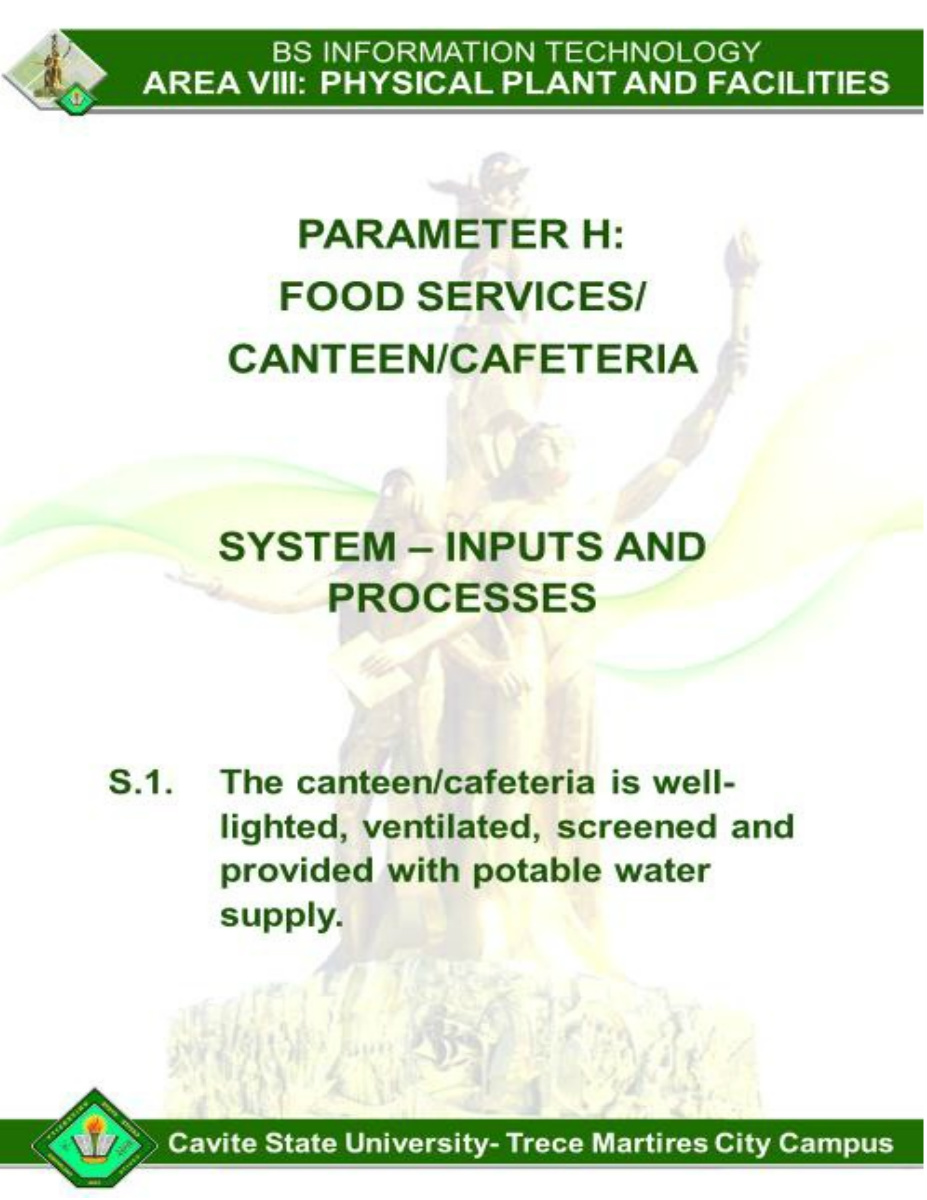 BS INFORMATION TECHNOLOGY
AREA VIII: PHYSICAL PLANT AND FACILITIES
PARAMETER H:
FOOD SERVICES/
CANTEEN/CAFETERIA
SYSTEM – INPUTS AND
PROCESSES
S.1. The canteen/cafeteria is well-
lighted, ventilated, screened and
provided with potable water
supply.
Cavite State University- Trece Martires City Campus